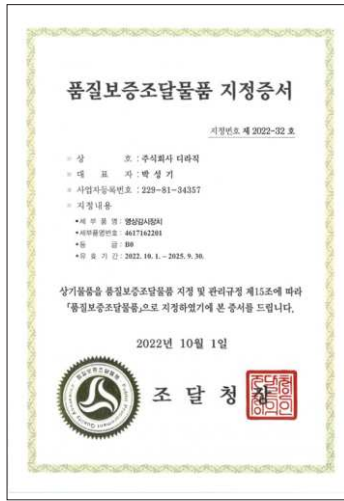 품질보증조달물품 지정증서
지정번호 제 2022-32 호
상 호 : 주식회사 디라직
대 표 자 : 박 성 기
사업자등록번호 : 229-81-34357
지정내용
세 부 품 명 : 영상감시장치
세부품명번호 : 4617162201
등 급 : B0
유 효 기 간 : 2022. 10. 1. ~ 2025. 9. 30.
상기물품을 품질보증조달물품 지정 및 관리규정 제15조에 따라
「품질보증조달물품」으로 지정하였기에 본 증서를 드립니다.
2022년 10월 1일
조 달 청 장